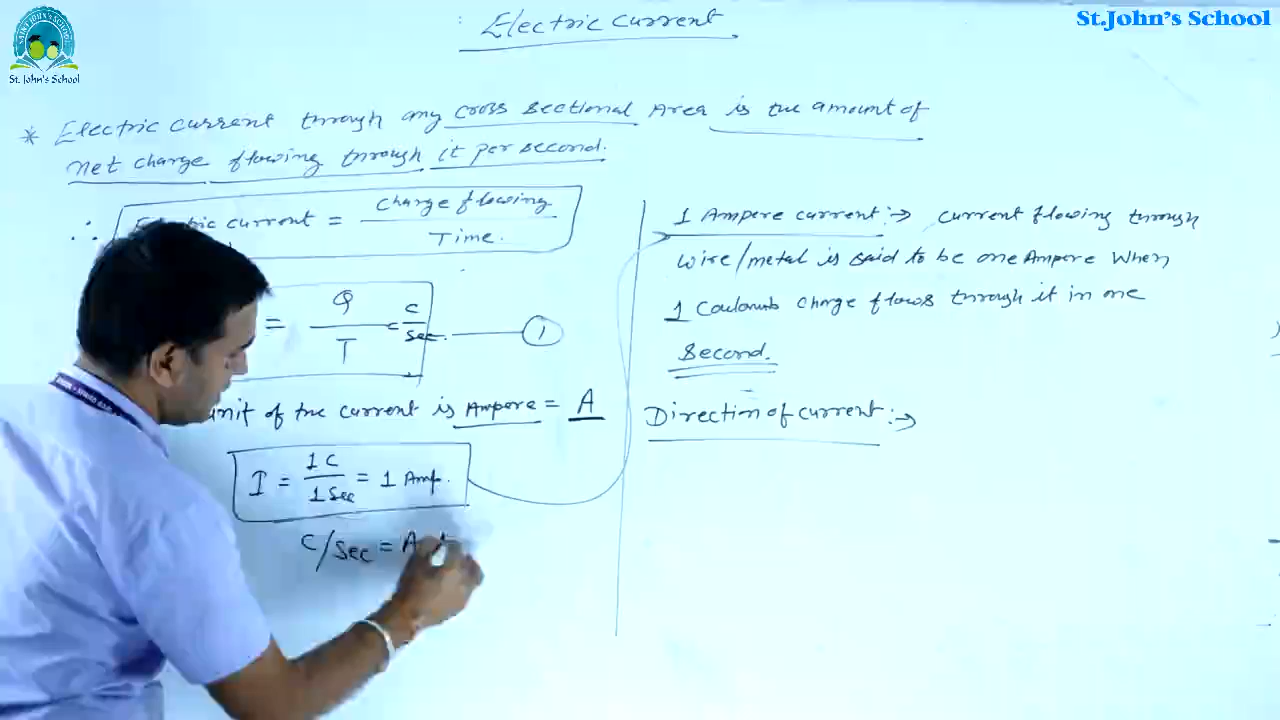 St. John's School
St.John's School
Electric Current
* Electric current through any cross sectional Area is the amount of
net charge flowing through it per second.
∴ Electric current = Charge flowing / Time.
= Q / T = C / Sec. —— 1
unit of the current is Ampere = A
I = 1C / 1Sec = 1 Amp.
C/Sec = A
1 Ampere current :→ current flowing through
wire/metal is said to be one Ampere When
1 Coulomb charge flows through it in one
Second.
Direction of current :→